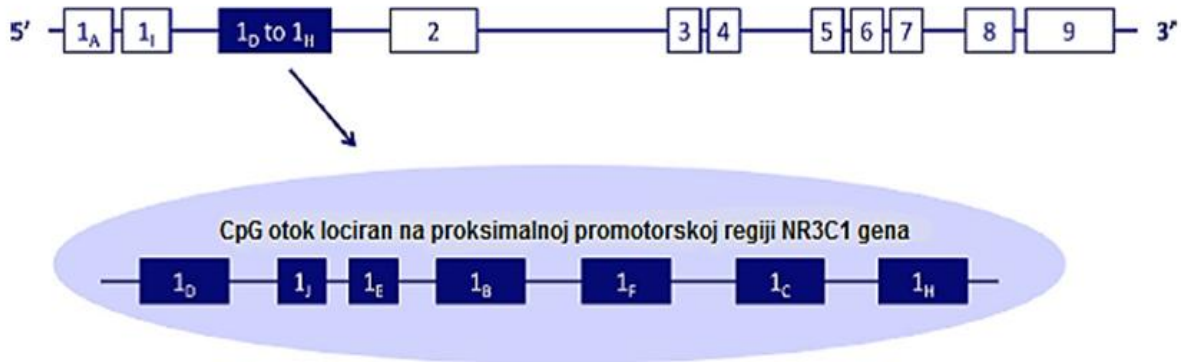 5' 1A 1I 1D to 1H 2 3 4 5 6 7 8 9 3'
CpG otok lociran na proksimalnoj promotorskoj regiji NR3C1 gena
1D 1J 1E 1B 1F 1C 1H